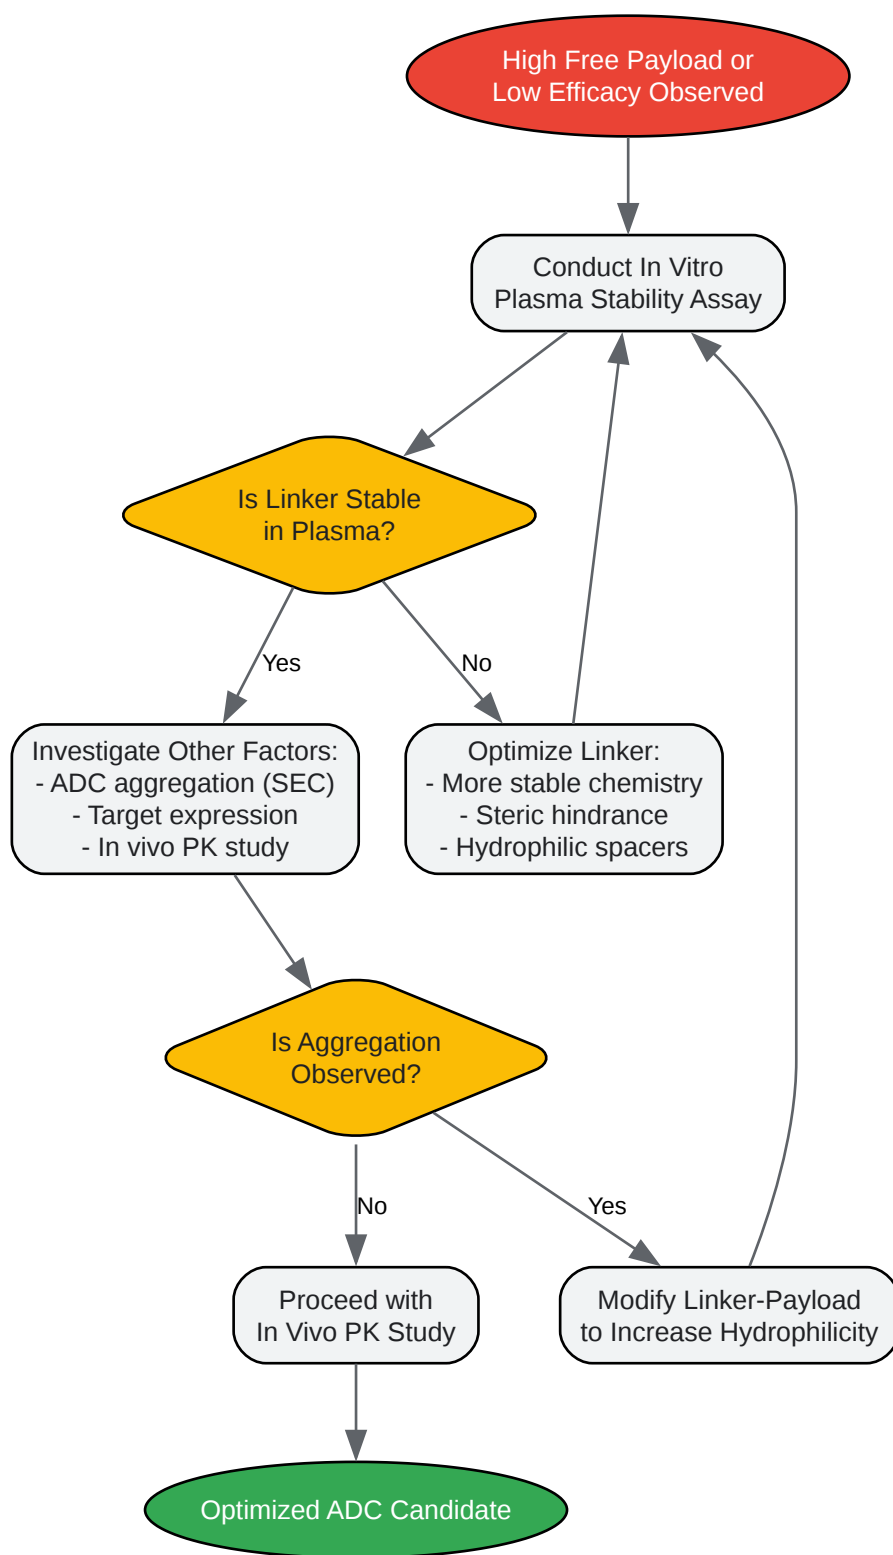 High Free Payload or
Low Efficacy Observed
Conduct In Vitro
Plasma Stability Assay
Is Linker Stable
in Plasma?
Yes
No
Investigate Other Factors:
- ADC aggregation (SEC)
- Target expression
- In vivo PK study
Optimize Linker:
- More stable chemistry
- Steric hindrance
- Hydrophilic spacers
Is Aggregation
Observed?
No
Yes
Proceed with
In Vivo PK Study
Modify Linker-Payload
to Increase Hydrophilicity
Optimized ADC Candidate